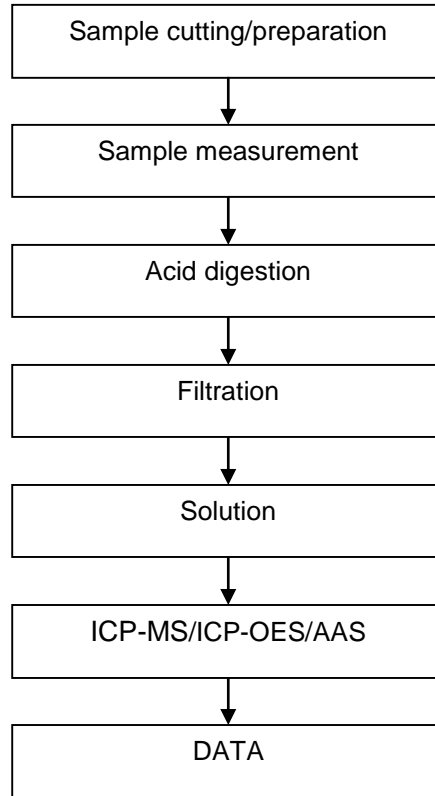 Sample cutting/preparation
Sample measurement
Acid digestion
Filtration
Solution
ICP-MS/ICP-OES/AAS
DATA